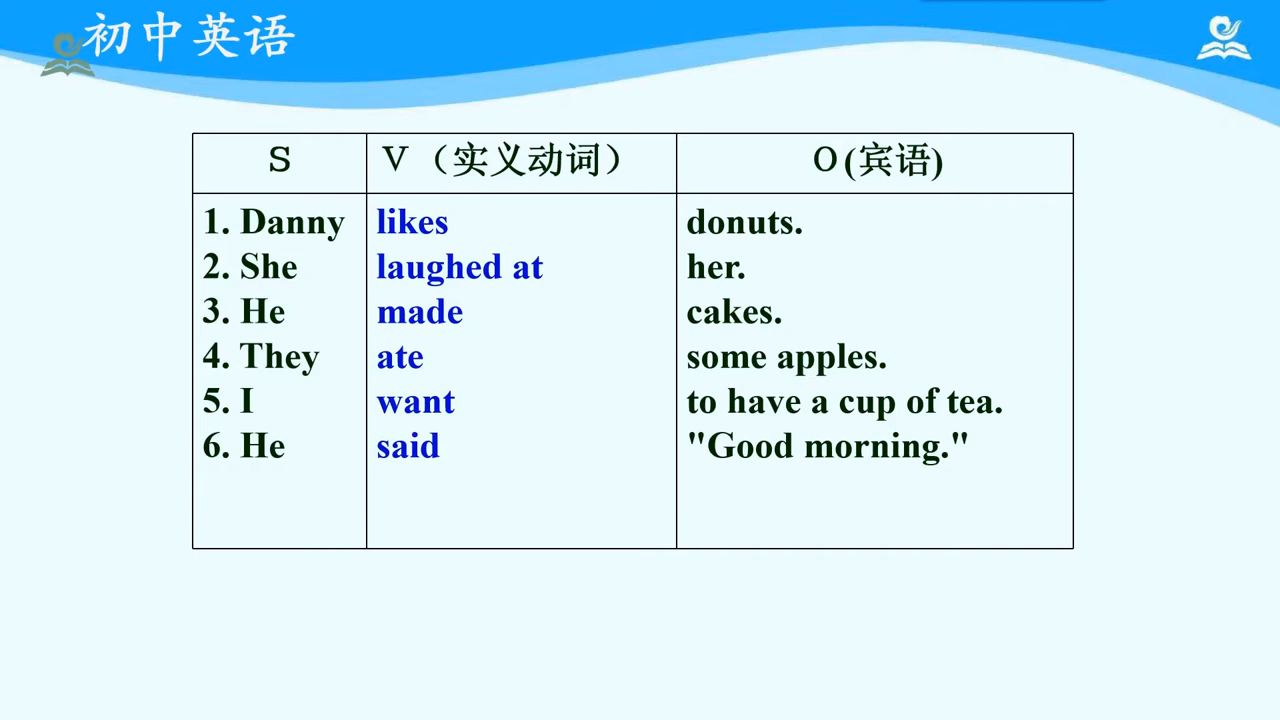 初中英语
S V（实义动词） O(宾语)
1. Danny likes donuts.
2. She laughed at her.
3. He made cakes.
4. They ate some apples.
5. I want to have a cup of tea.
6. He said "Good morning."